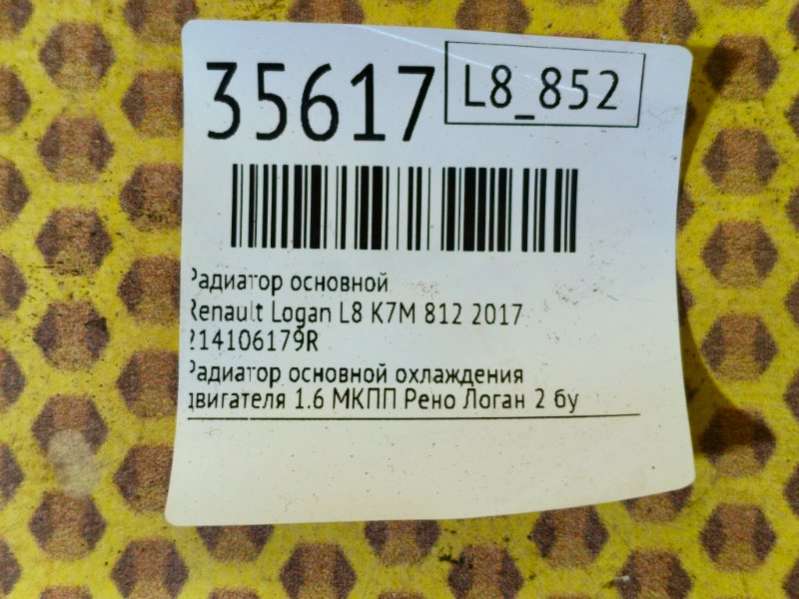 35617
L8_852
Радиатор основной
Renault Logan L8 K7M 812 2017
214106179R
Радиатор основной охлаждения
двигателя 1.6 МКПП Рено Логан 2 бу